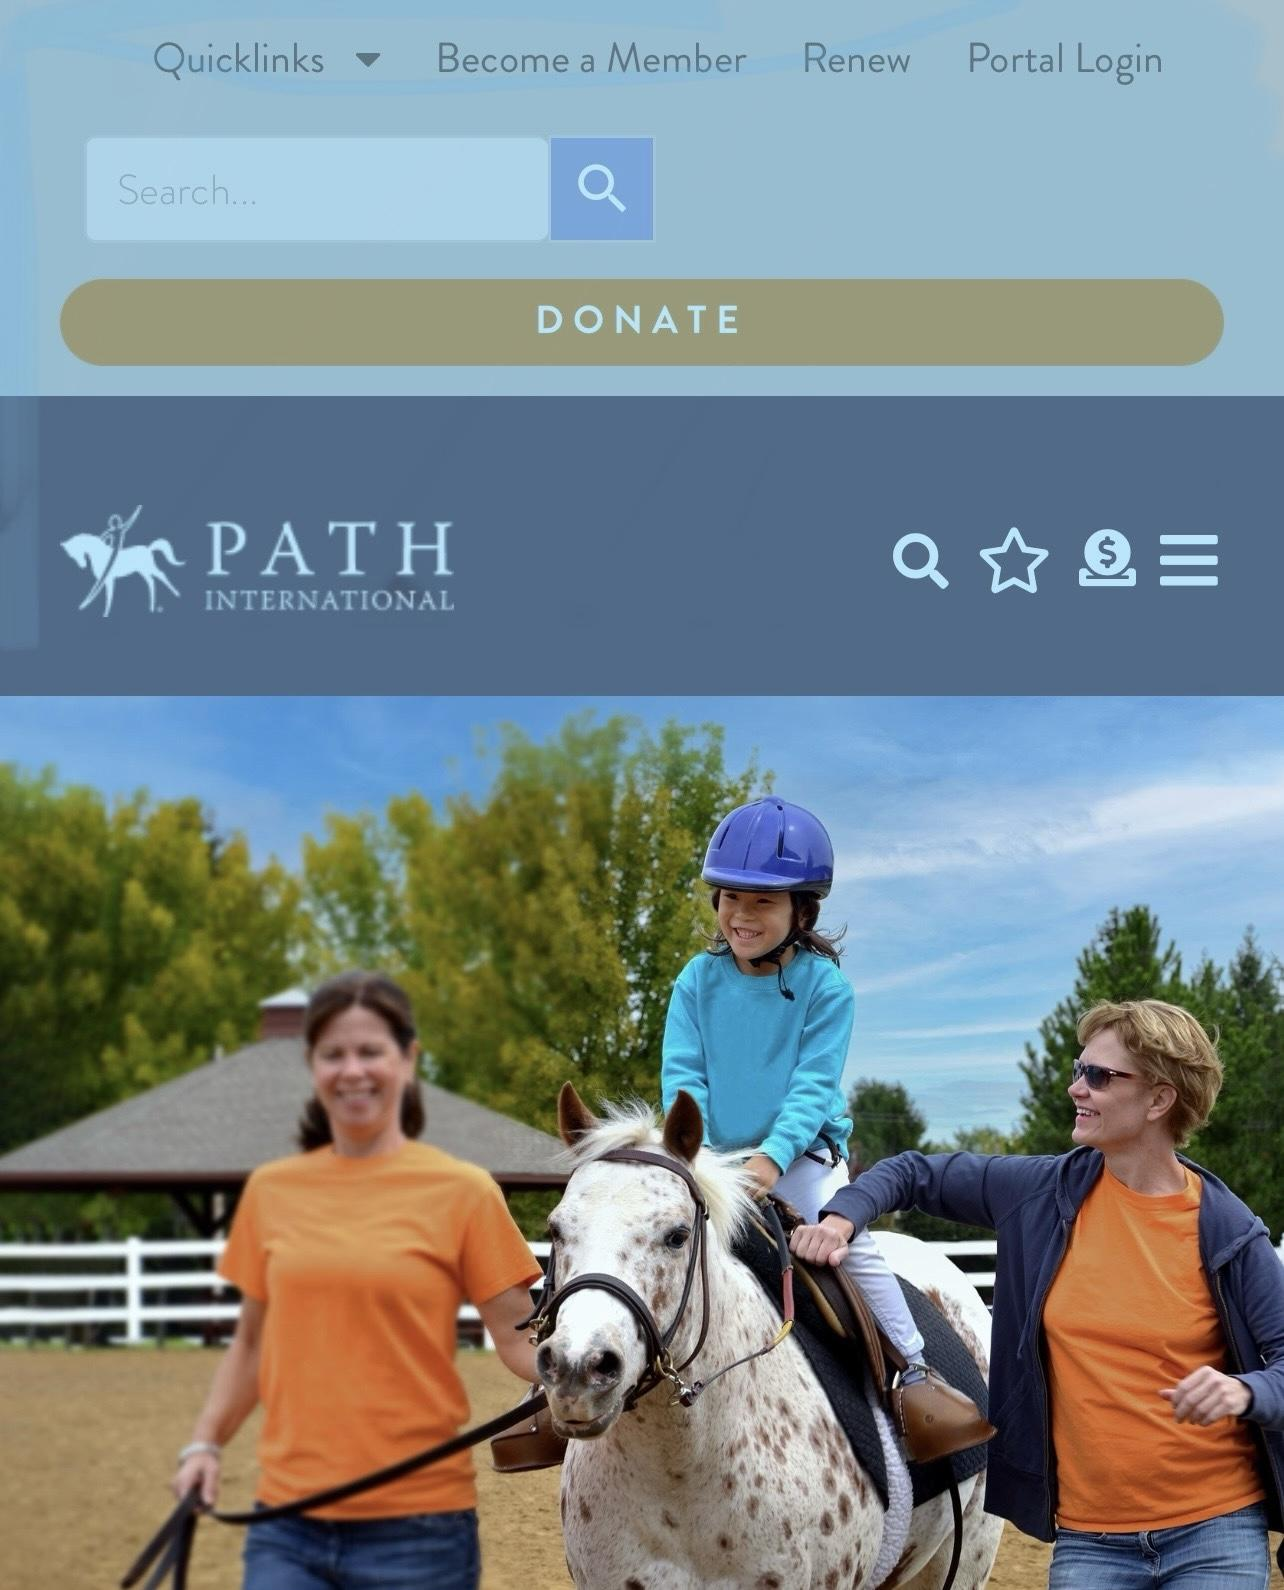 Quicklinks Become a Member Renew Portal Login
Search...
DONATE
PATH
INTERNATIONAL
$